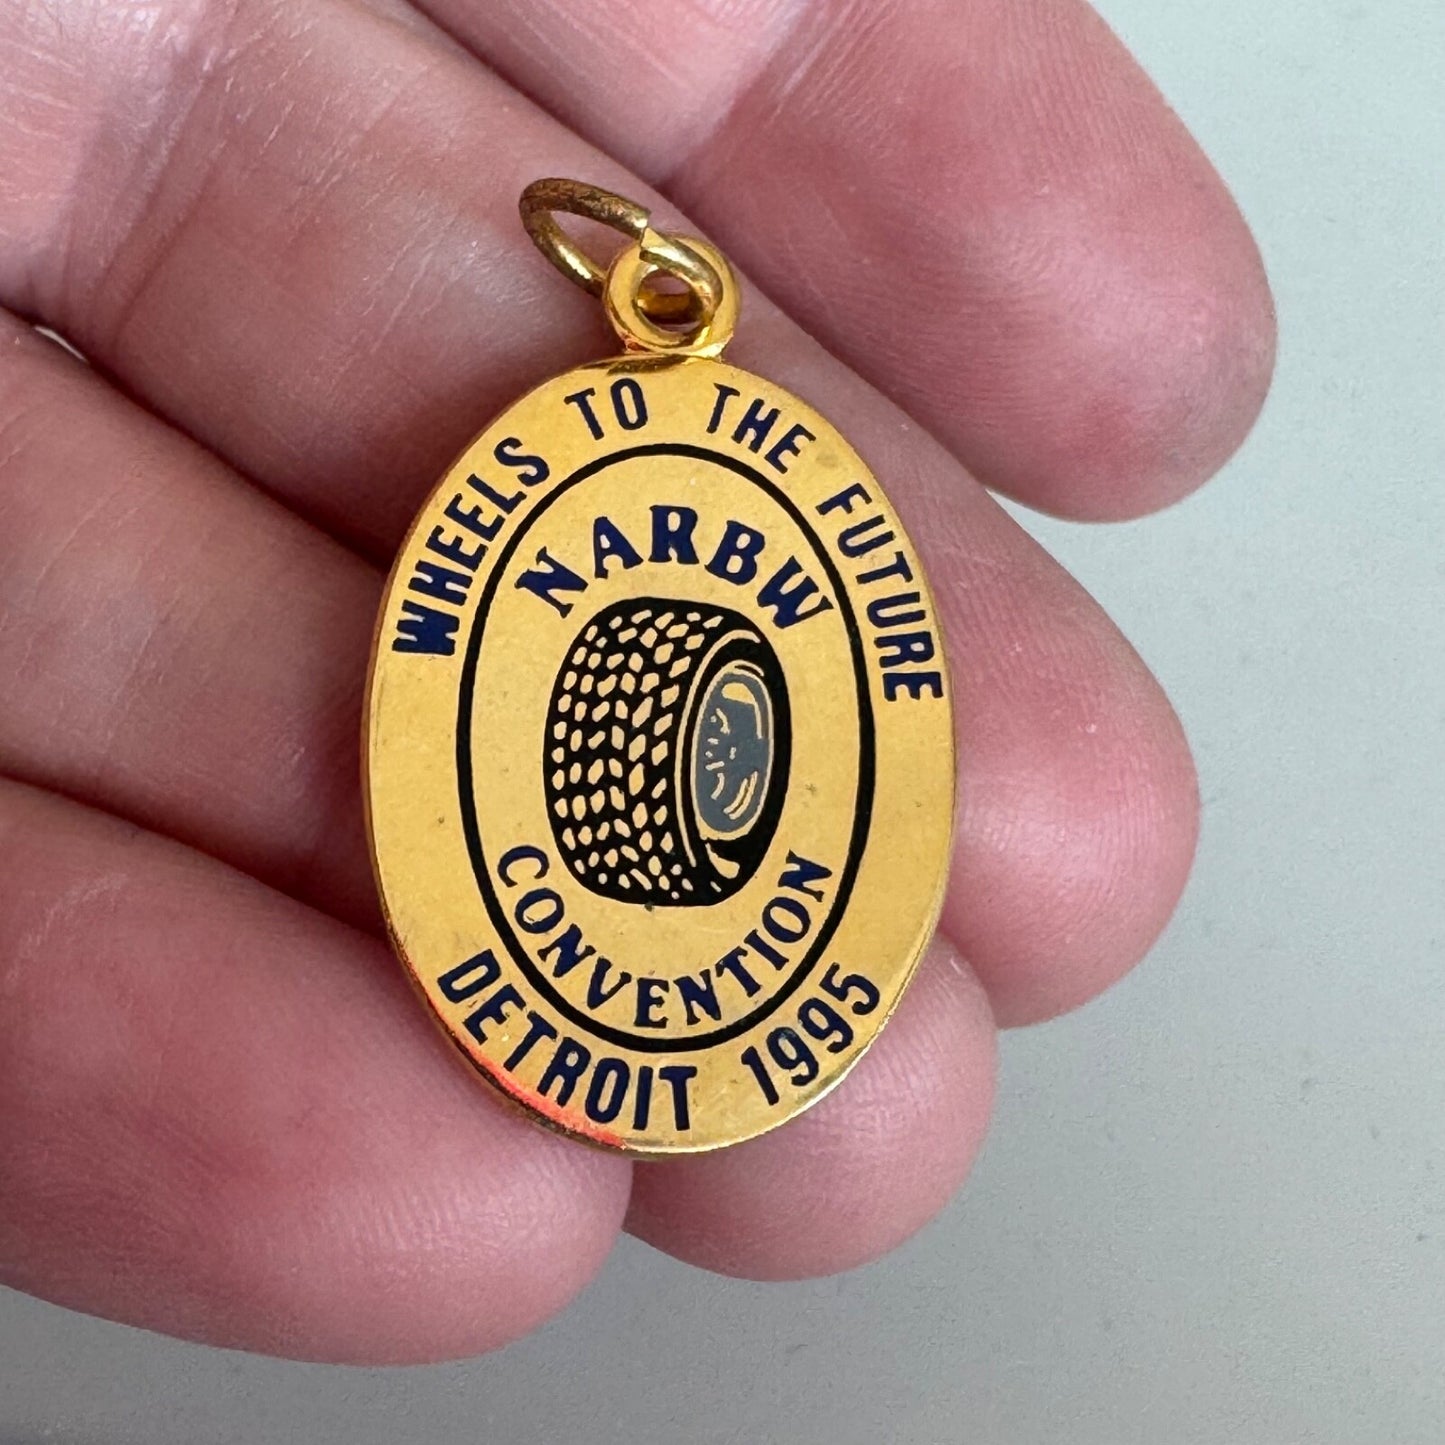 WHEELS TO THE FUTURE
NARBW
CONVENTION
DETROIT 1995